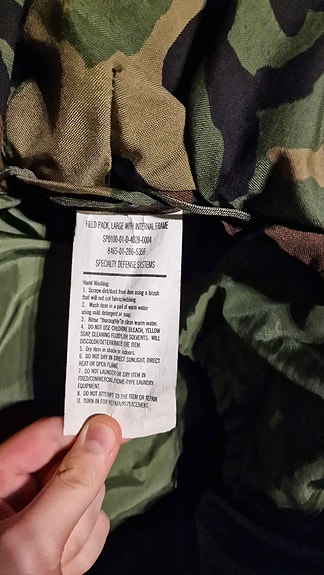 FIELD PACK, LARGE WITH INTERNAL FRAME
SP0100-01-D-4028-0004
8465-01-286-5356
SPECIALTY DEFENSE SYSTEMS
Hand Washing:
1. Scrape dirt/dust from item using a brush
that will not cut fabric/webbing.
2. Wash item in a pail of warm water
using mild detergent or soap.
3. Rinse "thoroughly" in clean warm water.
4. DO NOT USE CHLORINE BLEACH, YELLOW
SOAP, CLEANING FLUIDS, OR SOLVENTS. WILL
DISCOLOR/DETERIORATE ITEM.
5. Dry item in shade or indoors.
6. DO NOT DRY IN DIRECT SUNLIGHT, DIRECT
HEAT OR OPEN FLAME.
7. DO NOT LAUNDER OR DRY ITEM IN
FIXED/COMMERCIAL/HOME-TYPE LAUNDRY
EQUIPMENT.
8. DO NOT ATTEMPT TO DYE ITEM OR REPAIR
9. TURN-IN FOR REPAIR/REPLACEMENT.